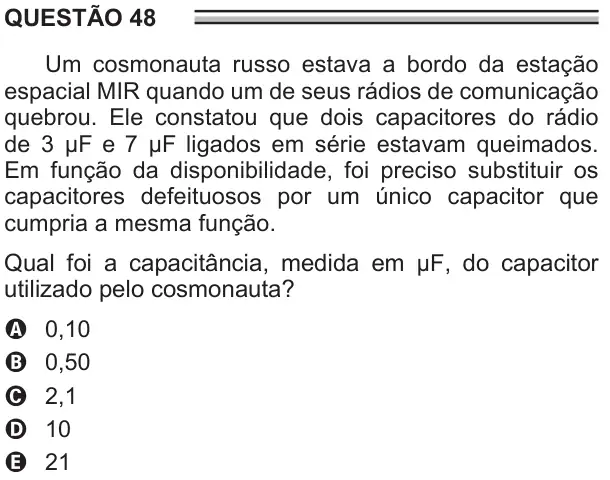 QUESTÃO 48
Um cosmonauta russo estava a bordo da estação
espacial MIR quando um de seus rádios de comunicação
quebrou. Ele constatou que dois capacitores do rádio
de 3 µF e 7 µF ligados em série estavam queimados.
Em função da disponibilidade, foi preciso substituir os
capacitores defeituosos por um único capacitor que
cumpria a mesma função.
Qual foi a capacitância, medida em µF, do capacitor
utilizado pelo cosmonauta?
A 0,10
B 0,50
C 2,1
D 10
E 21